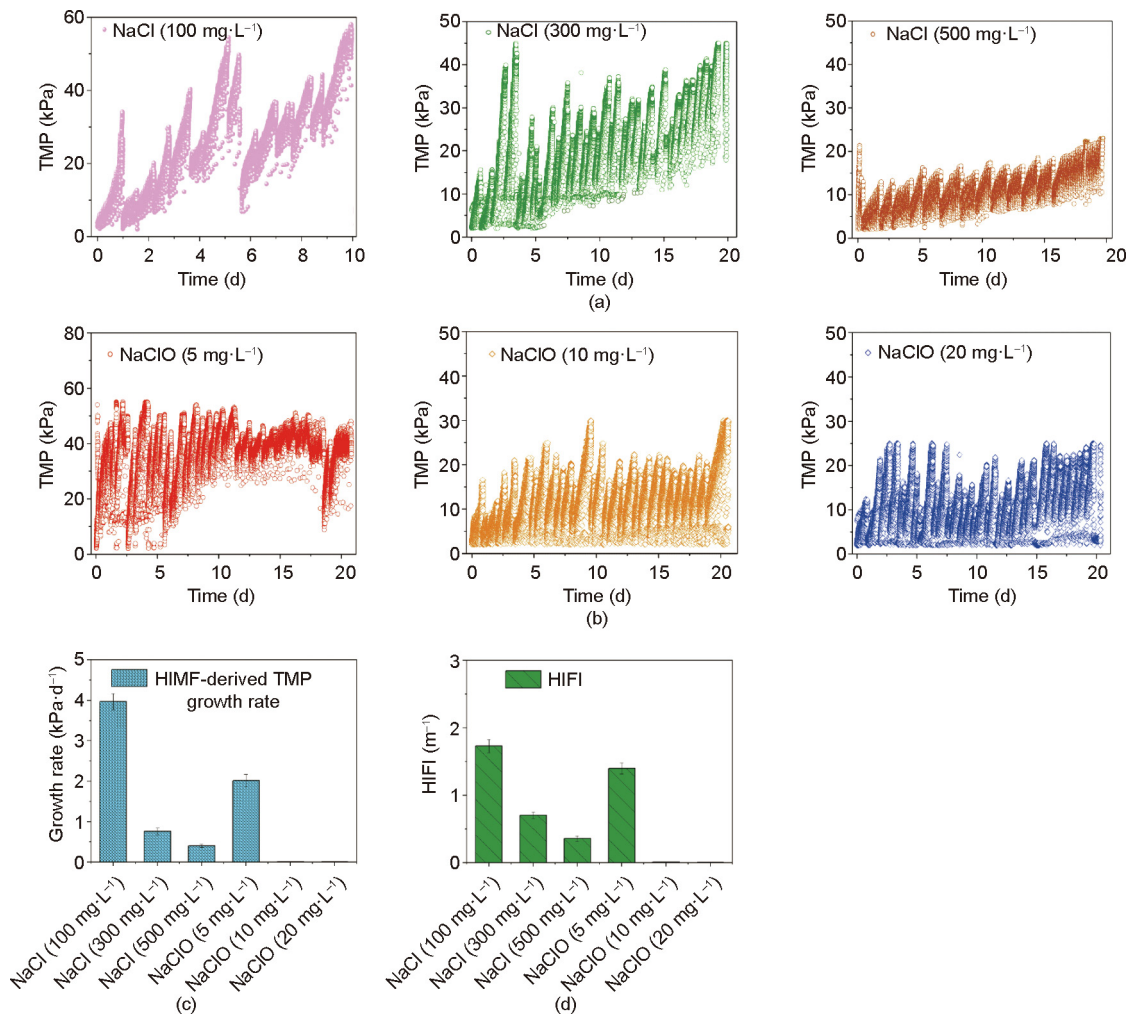 NaCl (100 mg·L⁻¹)
60
40
20
0
TMP (kPa)
0 2 4 6 8 10
Time (d)
NaCl (300 mg·L⁻¹)
50
40
30
20
10
0
TMP (kPa)
0 5 10 15 20
Time (d)
NaCl (500 mg·L⁻¹)
50
40
30
20
10
0
TMP (kPa)
0 5 10 15 20
Time (d)
(a)
NaClO (5 mg·L⁻¹)
80
60
40
20
0
TMP (kPa)
0 5 10 15 20
Time (d)
NaClO (10 mg·L⁻¹)
50
40
30
20
10
0
TMP (kPa)
0 5 10 15 20
Time (d)
NaClO (20 mg·L⁻¹)
50
40
30
20
10
0
TMP (kPa)
0 5 10 15 20
Time (d)
(b)
HIMF-derived TMP
growth rate
5
4
3
2
1
0
Growth rate (kPa·d⁻¹)
NaCl (100 mg·L⁻¹)
NaCl (300 mg·L⁻¹)
NaCl (500 mg·L⁻¹)
NaClO (5 mg·L⁻¹)
NaClO (10 mg·L⁻¹)
NaClO (20 mg·L⁻¹)
(c)
HIFI
3
2
1
0
HIFI (m⁻¹)
NaCl (100 mg·L⁻¹)
NaCl (300 mg·L⁻¹)
NaCl (500 mg·L⁻¹)
NaClO (5 mg·L⁻¹)
NaClO (10 mg·L⁻¹)
NaClO (20 mg·L⁻¹)
(d)